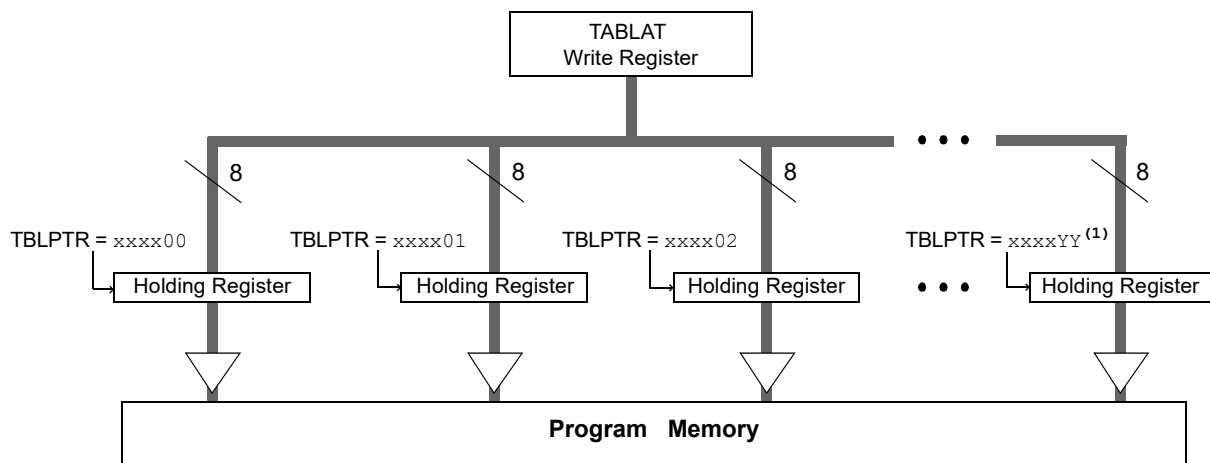 TABLAT
Write Register
8 8 8 8
TBLPTR = xxxx00 TBLPTR = xxxx01 TBLPTR = xxxx02 TBLPTR = xxxxYY(1)
Holding Register Holding Register Holding Register Holding Register
Program Memory